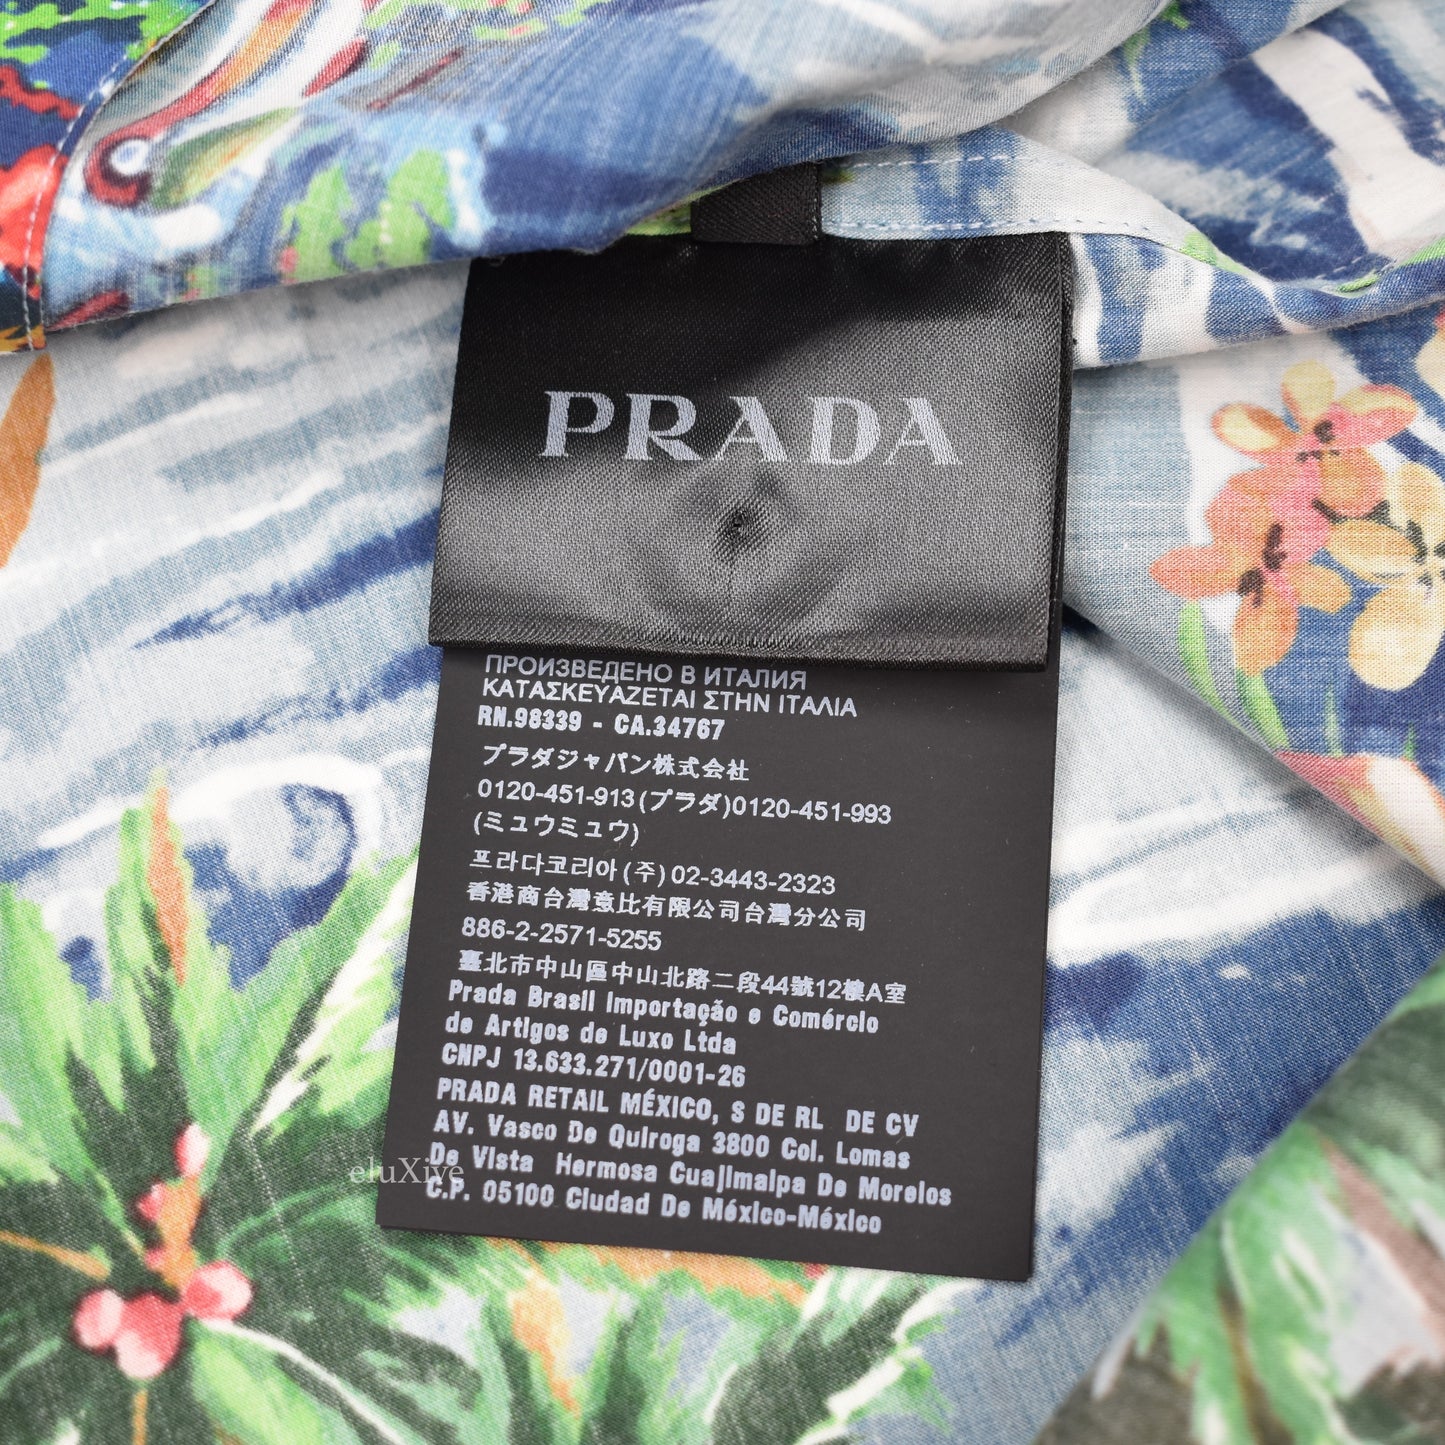 PRADA
ПРОИЗВЕДЕНО В ИТАЛИЯ
ΚΑΤΑΣΚΕΥΑΖΕΤΑΙ ΣΤΗΝ ΙΤΑΛΙΑ
RN.98339 - CA.34767
プラダジャパン株式会社
0120-451-913(プラダ)0120-451-993
(ミュウミュウ)
프라다코리아(주)02-3443-2323
香港商台灣意比有限公司台灣分公司
886-2-2571-5255
臺北市中山區中山北路二段44號12樓A室
Prada Brasil Importação e Comércio
de Artigos de Luxo Ltda
CNPJ 13.633.271/0001-26
PRADA RETAIL MÉXICO, S DE RL DE CV
AV. Vasco De Quiroga 3800 Col. Lomas
De Vista Hermosa Cuajimalpa De Morelos
C.P. 05100 Ciudad De México-México
eluXive